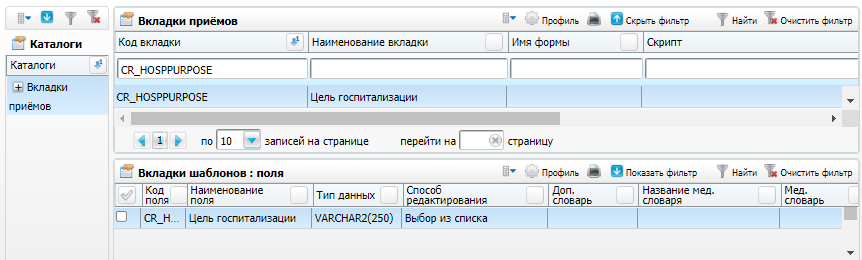 Каталоги
Каталоги
Вкладки
приёмов
Вкладки приёмов
Профиль
Скрыть фильтр
Найти
Очистить фильтр
Код вкладки
Наименование вкладки
Имя формы
Скрипт
CR_HOSPPURPOSE
CR_HOSPPURPOSE
Цель госпитализации
1
по 10 записей на странице
перейти на страницу
Вкладки шаблонов : поля
Профиль
Показать фильтр
Найти
Очистить фильтр
Код
поля
Наименование
поля
Тип данных
Способ
редактирования
Доп.
словарь
Название мед.
словаря
Мед.
словарь
CR_H...
Цель госпитализации
VARCHAR2(250)
Выбор из списка